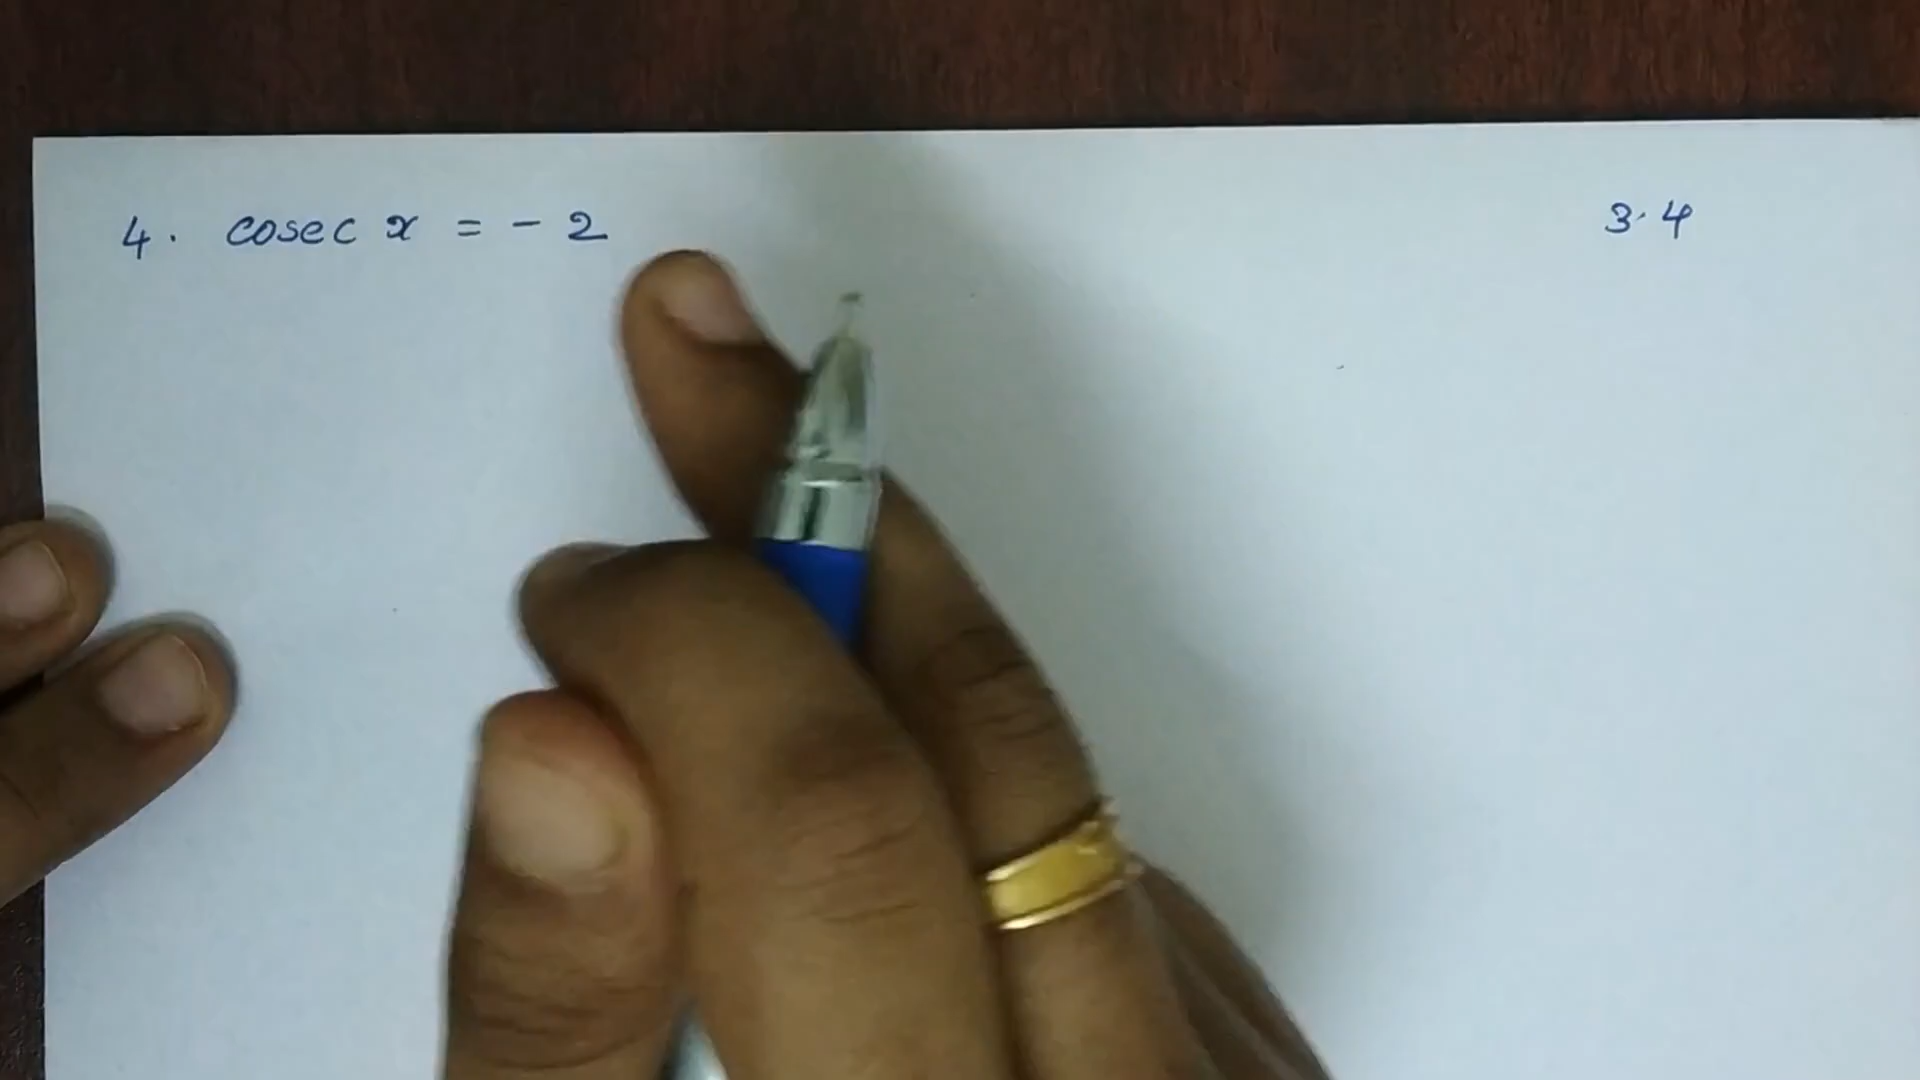 4. cosec x = - 2
3.4